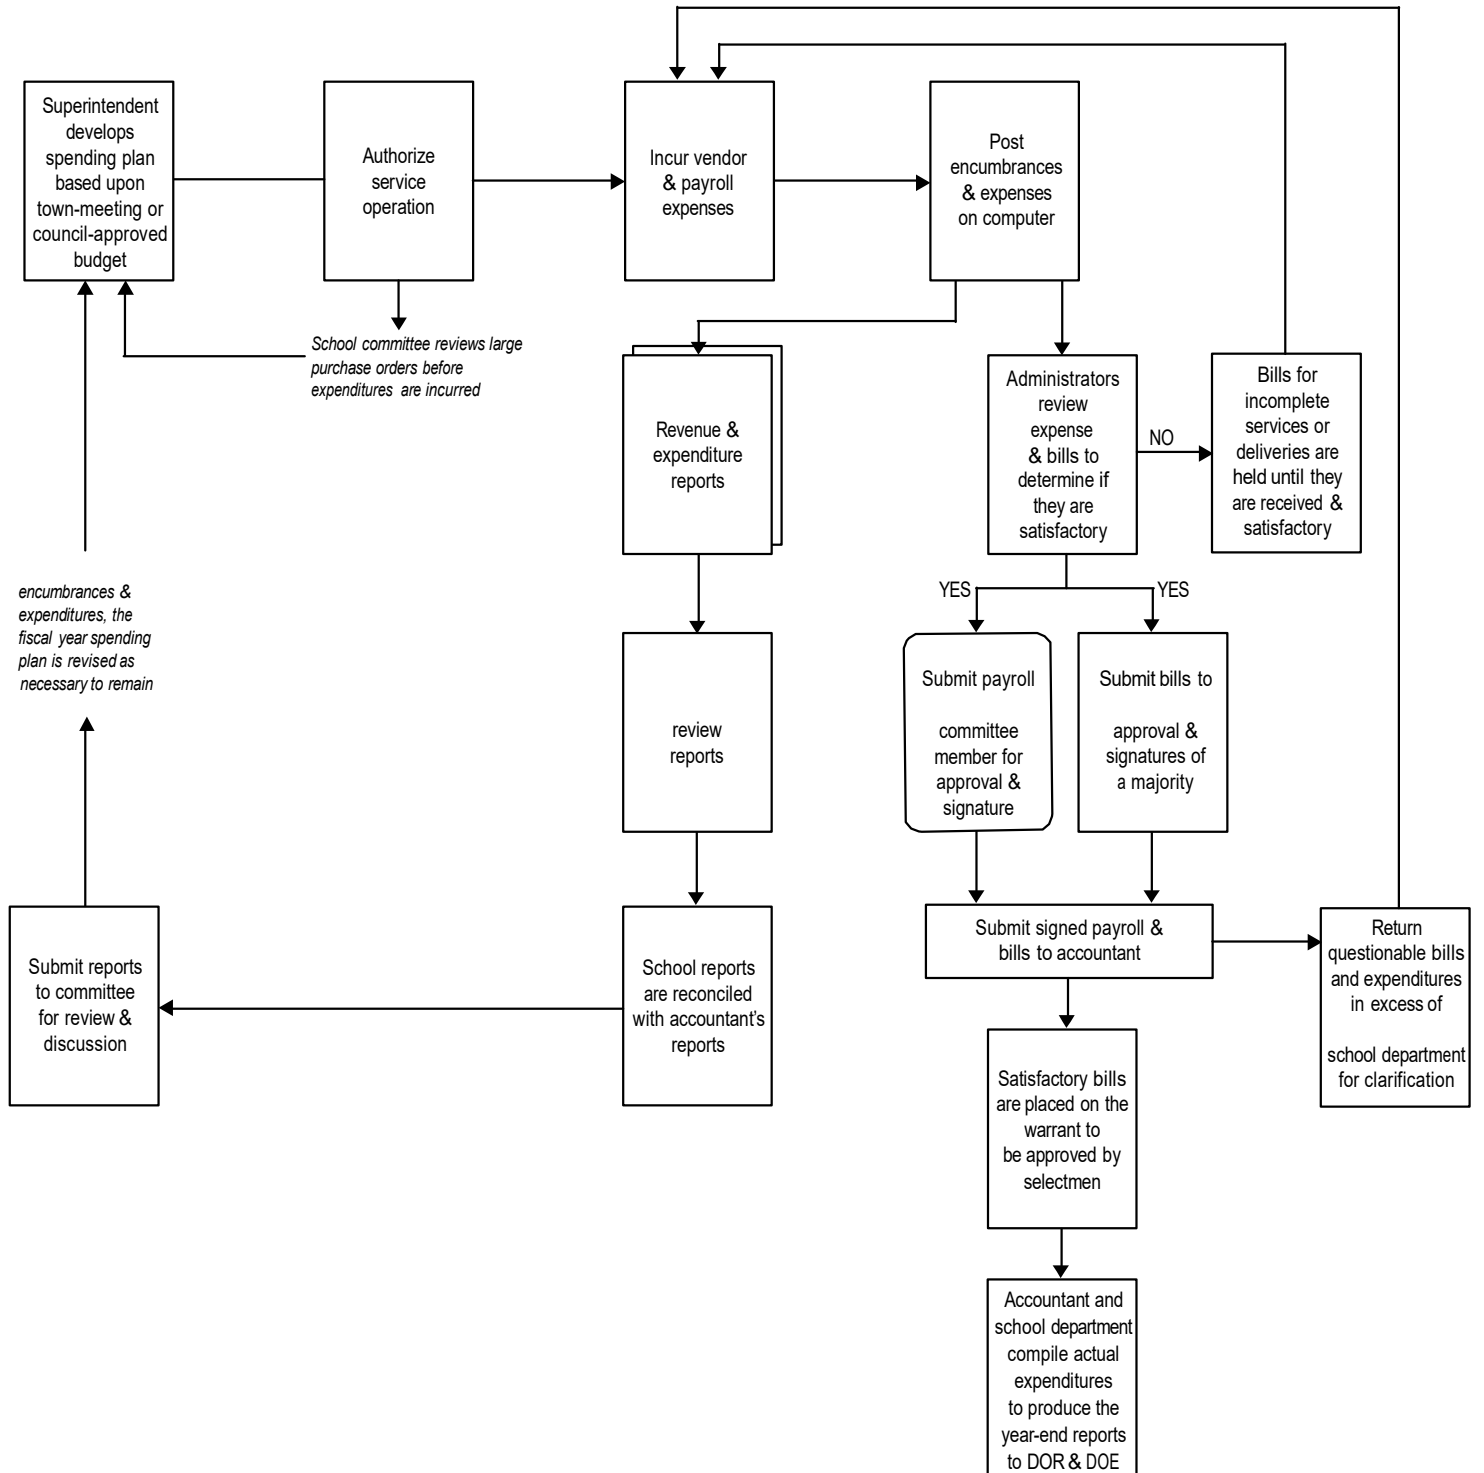 Superintendent
develops
spending plan
based upon
town-meeting or
council-approved
budget
Authorize
service
operation
Incur vendor
& payroll
expenses
Post
encumbrances
& expenses
on computer
School committee reviews large
purchase orders before
expenditures are incurred
Revenue &
expenditure
reports
Administrators
review
expense
& bills to
determine if
they are
satisfactory
NO
Bills for
incomplete
services or
deliveries are
held until they
are received &
satisfactory
YES
YES
encumbrances &
expenditures, the
fiscal year spending
plan is revised as
necessary to remain
review
reports
Submit payroll
committee
member for
approval &
signature
Submit bills to
approval &
signatures of
a majority
Submit reports
to committee
for review &
discussion
School reports
are reconciled
with accountant's
reports
Submit signed payroll &
bills to accountant
Return
questionable bills
and expenditures
in excess of
school department
for clarification
Satisfactory bills
are placed on the
warrant to
be approved by
selectmen
Accountant and
school department
compile actual
expenditures
to produce the
year-end reports
to DOR & DOE